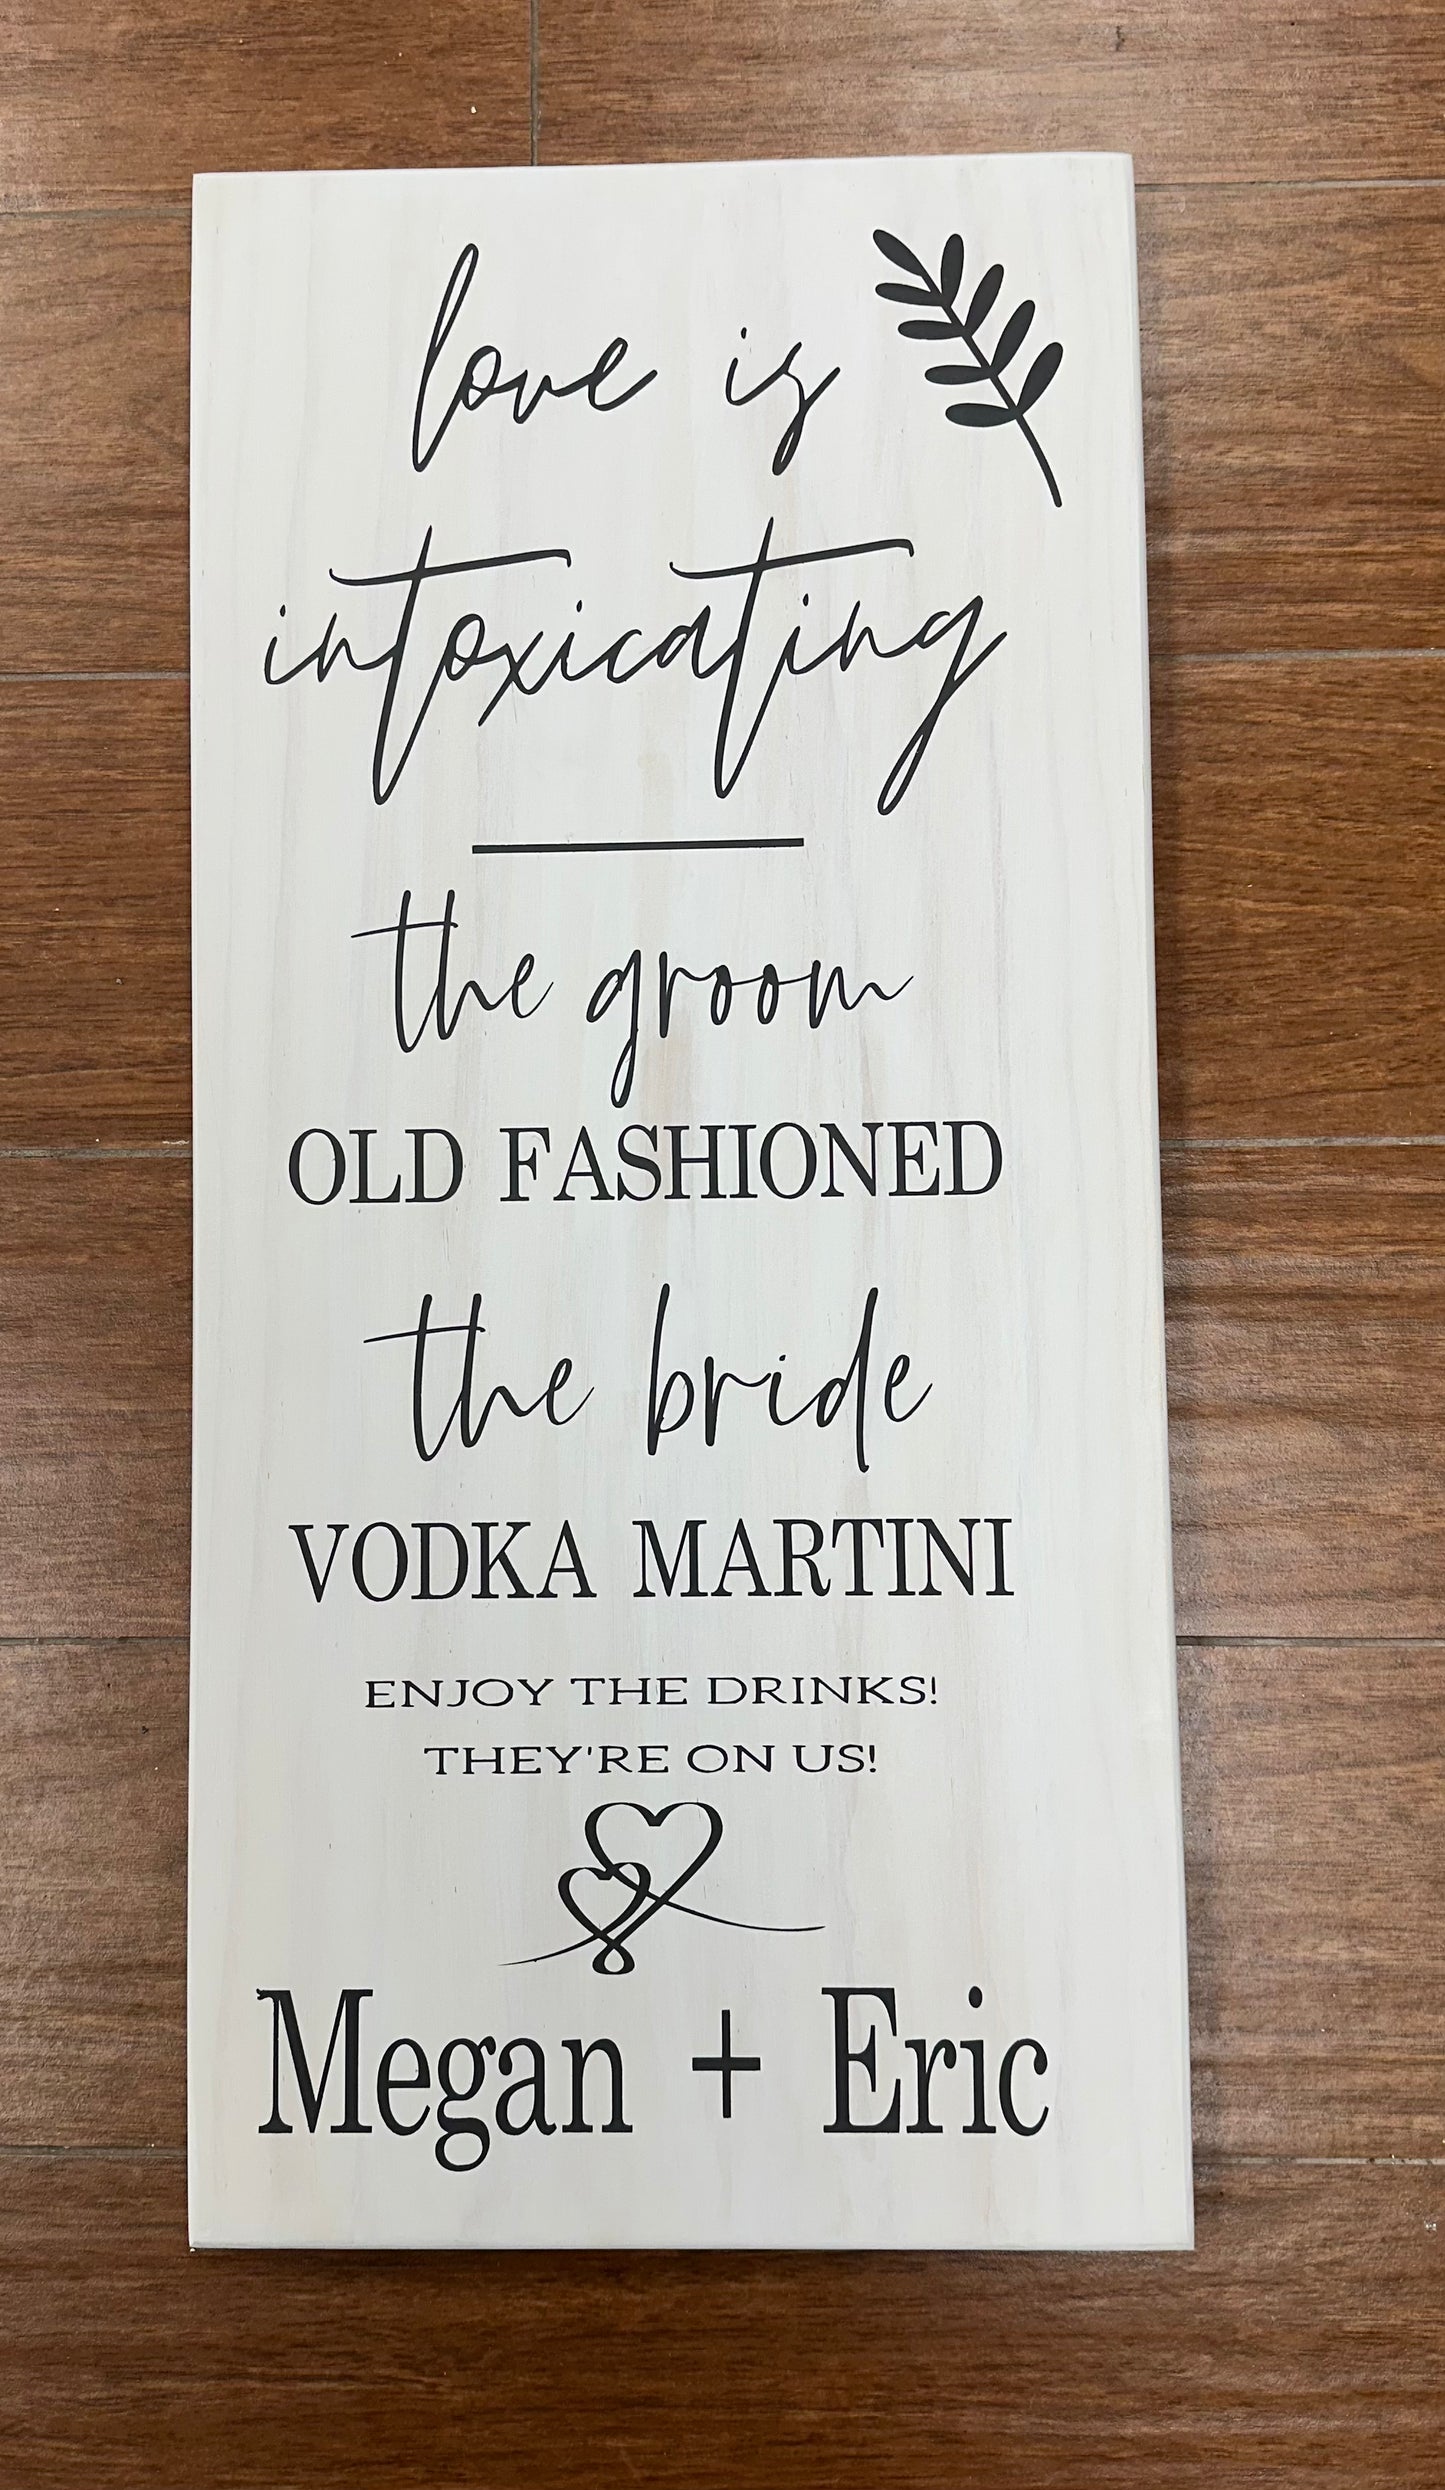 love is
intoxicating
the groom
OLD FASHIONED
the bride
VODKA MARTINI
ENJOY THE DRINKS!
THEY'RE ON US!
Megan + Eric